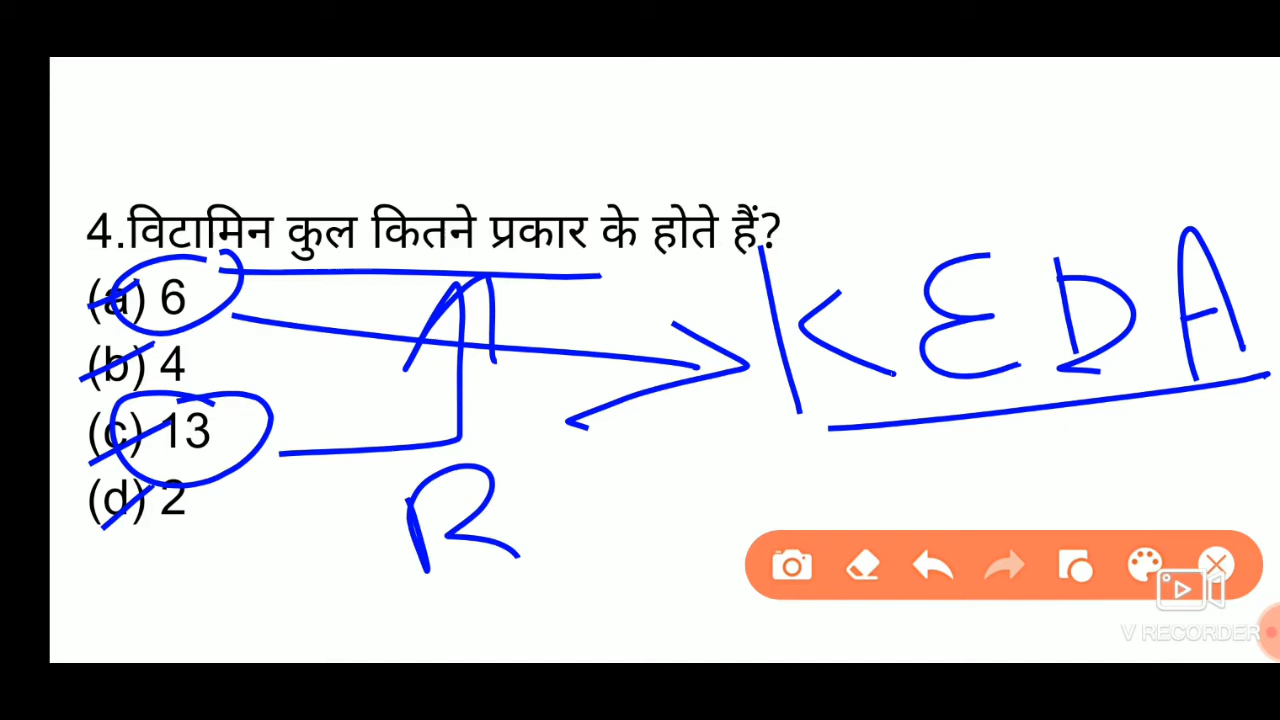 4.विटामिन कुल कितने प्रकार के होते हैं?
(a) 6
(b) 4
(c) 13
(d) 2
KEDA
A
R
V RECORDER